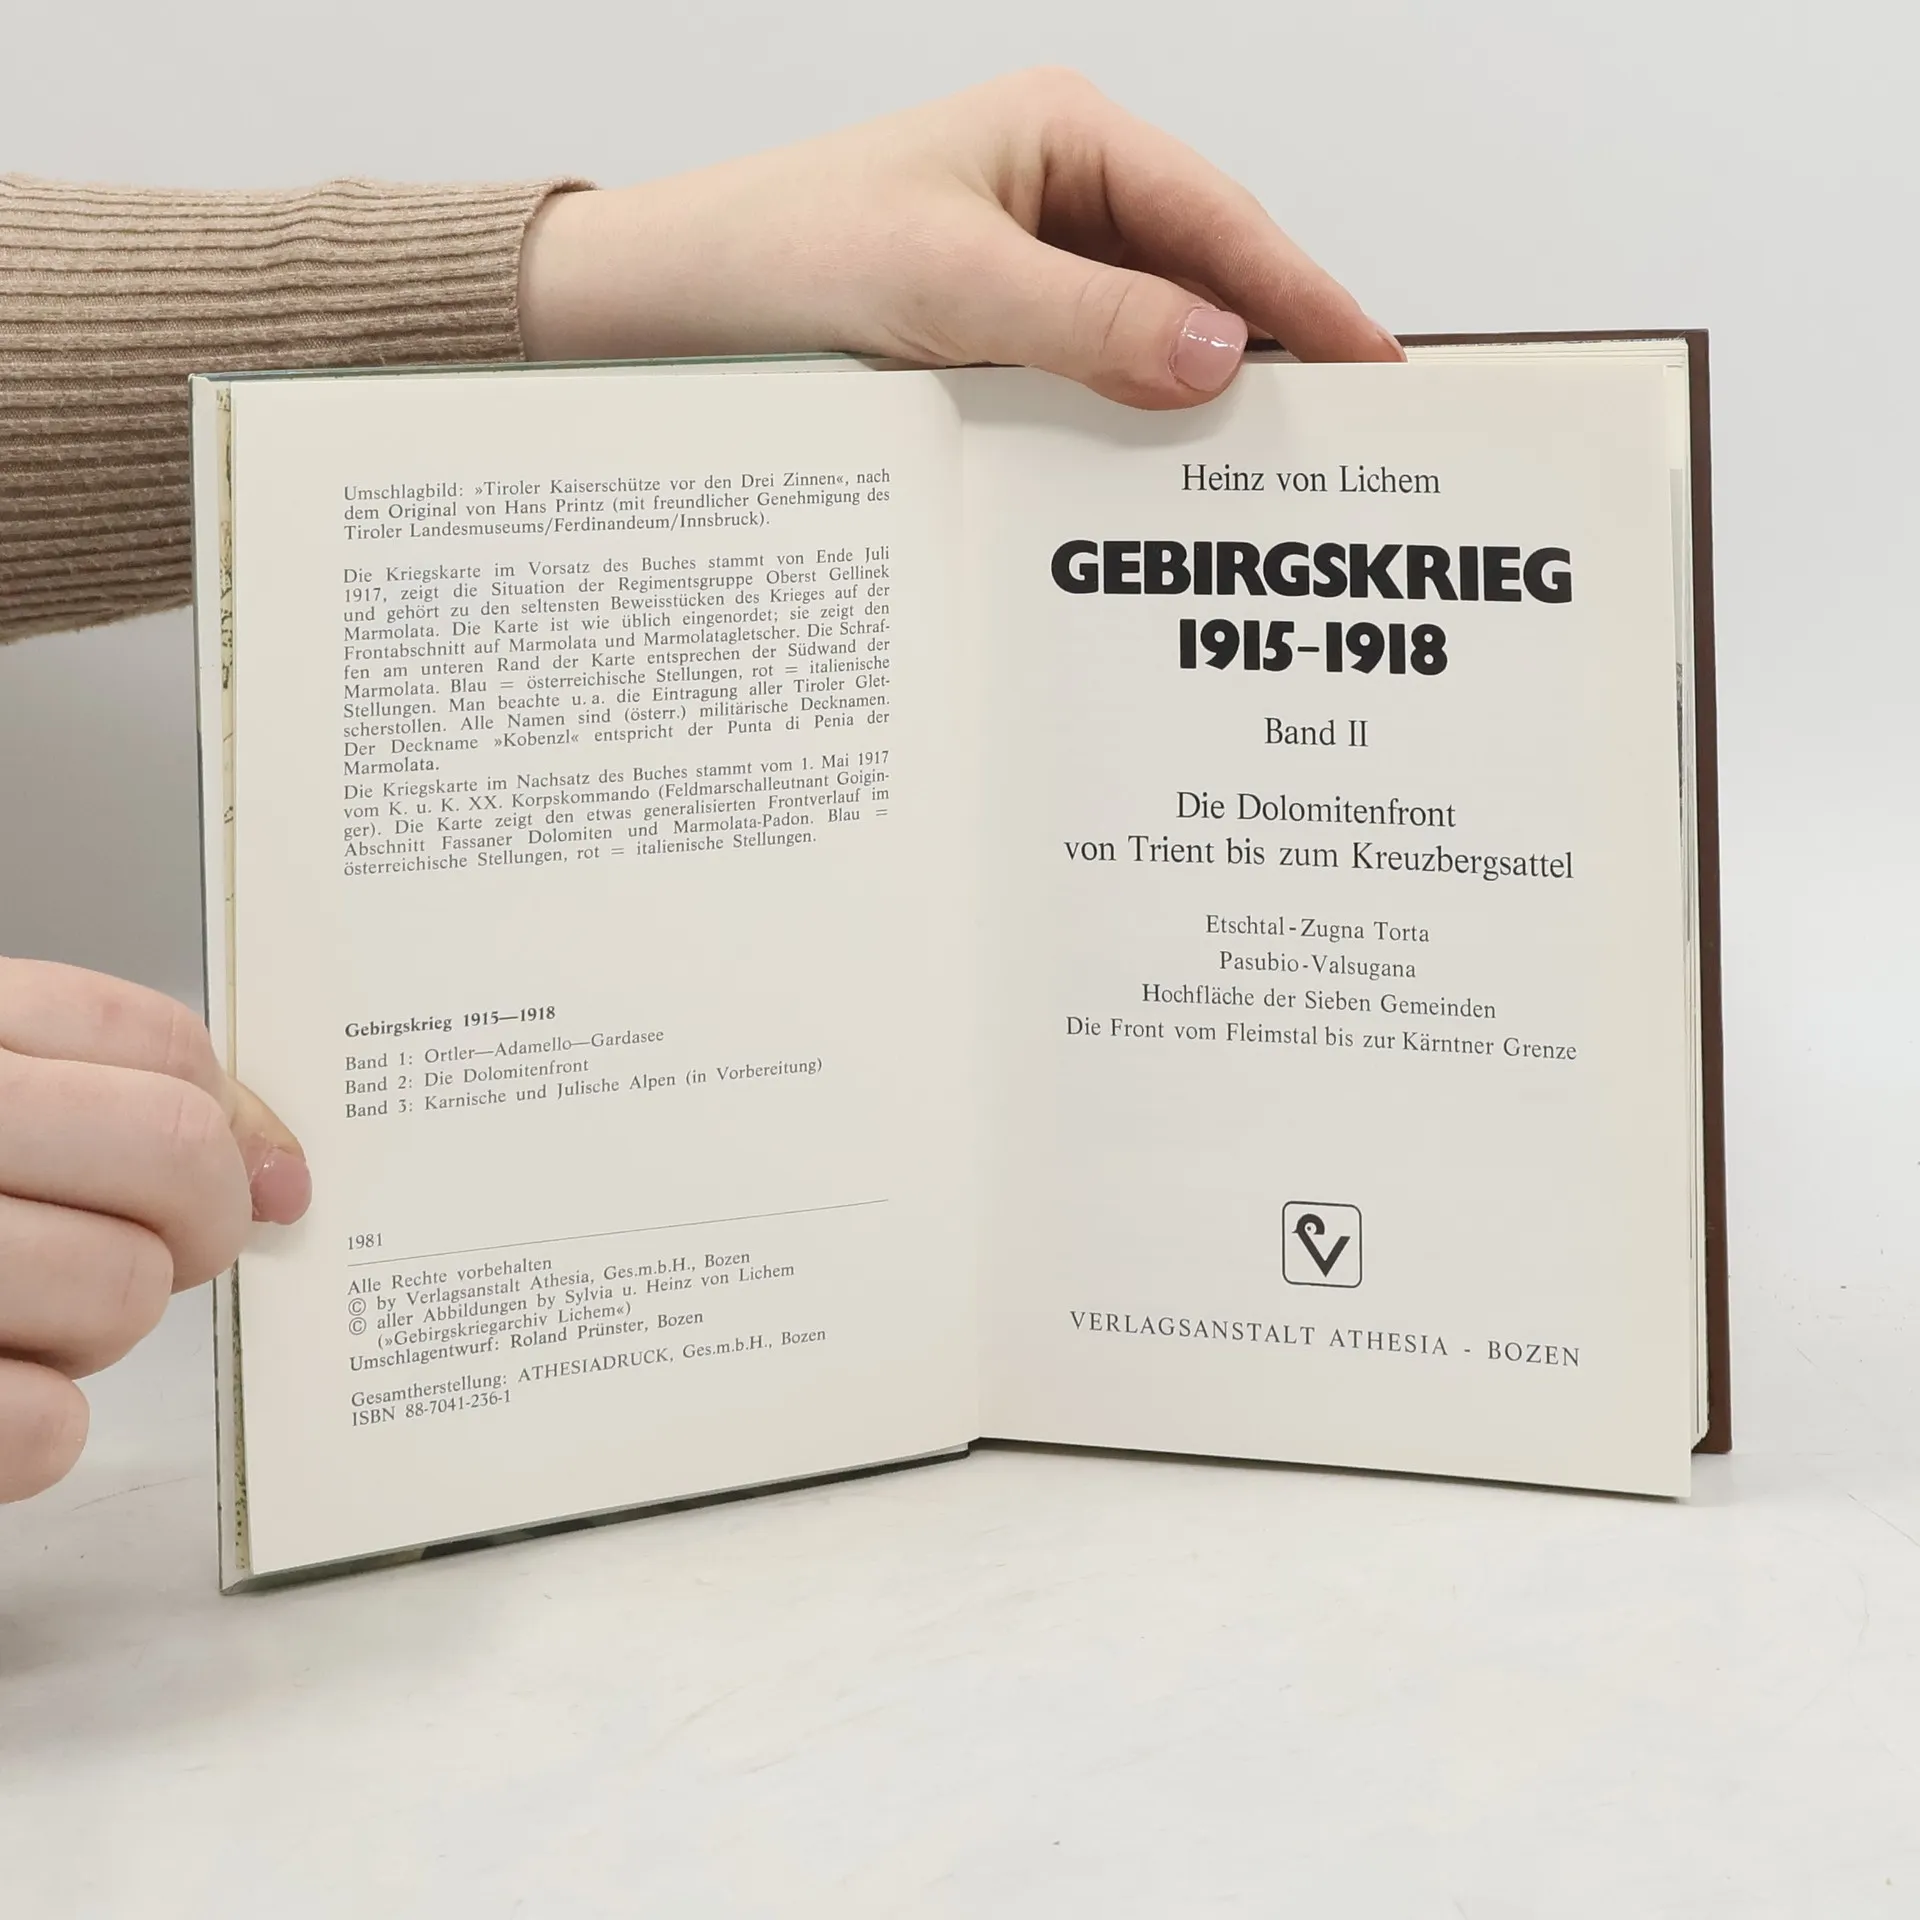 Umschlagbild: »Tiroler Kaiserschütze vor den Drei Zinnen«, nach
dem Original von Hans Printz (mit freundlicher Genehmigung des
Tiroler Landesmuseums/Ferdinandeum/Innsbruck).
Die Kriegskarte im Vorsatz des Buches stammt von Ende Juli
1917, zeigt die Situation der Regimentsgruppe Oberst Gellinek
und gehört zu den seltensten Beweisstücken des Krieges auf der
Marmolata. Die Karte ist wie üblich eingenordet; sie zeigt den
Frontabschnitt auf Marmolata und Marmolatagletscher. Die Schraf-
fen am unteren Rand der Karte entsprechen der Südwand der
Marmolata. Blau = österreichische Stellungen, rot = italienische
Stellungen. Man beachte u. a. die Eintragung aller Tiroler Glet-
scherstollen. Alle Namen sind (österr.) militärische Decknamen.
Der Deckname »Kobenzl« entspricht der Punta di Penia der
Marmolata.
Die Kriegskarte im Nachsatz des Buches stammt vom 1. Mai 1917
vom K. u. K. XX. Korpskommando (Feldmarschalleutnant Goigin-
ger). Die Karte zeigt den etwas generalisierten Frontverlauf im
Abschnitt Fassaner Dolomiten und Marmolata-Padon. Blau =
österreichische Stellungen, rot = italienische Stellungen.
Gebirgskrieg 1915—1918
Band 1: Ortler—Adamello—Gardasee
Band 2: Die Dolomitenfront
Band 3: Karnische und Julische Alpen (in Vorbereitung)
1981
Alle Rechte vorbehalten
© by Verlagsanstalt Athesia, Ges.m.b.H., Bozen
© aller Abbildungen by Sylvia u. Heinz von Lichem
(»Gebirgskriegarchiv Lichem«)
Umschlagentwurf: Roland Prünster, Bozen
Gesamtherstellung: ATHESIADRUCK, Ges.m.b.H., Bozen
ISBN 88-7041-236-1
Heinz von Lichem
GEBIRGSKRIEG
1915-1918
Band II
Die Dolomitenfront
von Trient bis zum Kreuzbergsattel
Etschtal-Zugna Torta
Pasubio-Valsugana
Hochfläche der Sieben Gemeinden
Die Front vom Fleimstal bis zur Kärntner Grenze
VERLAGSANSTALT ATHESIA - BOZEN